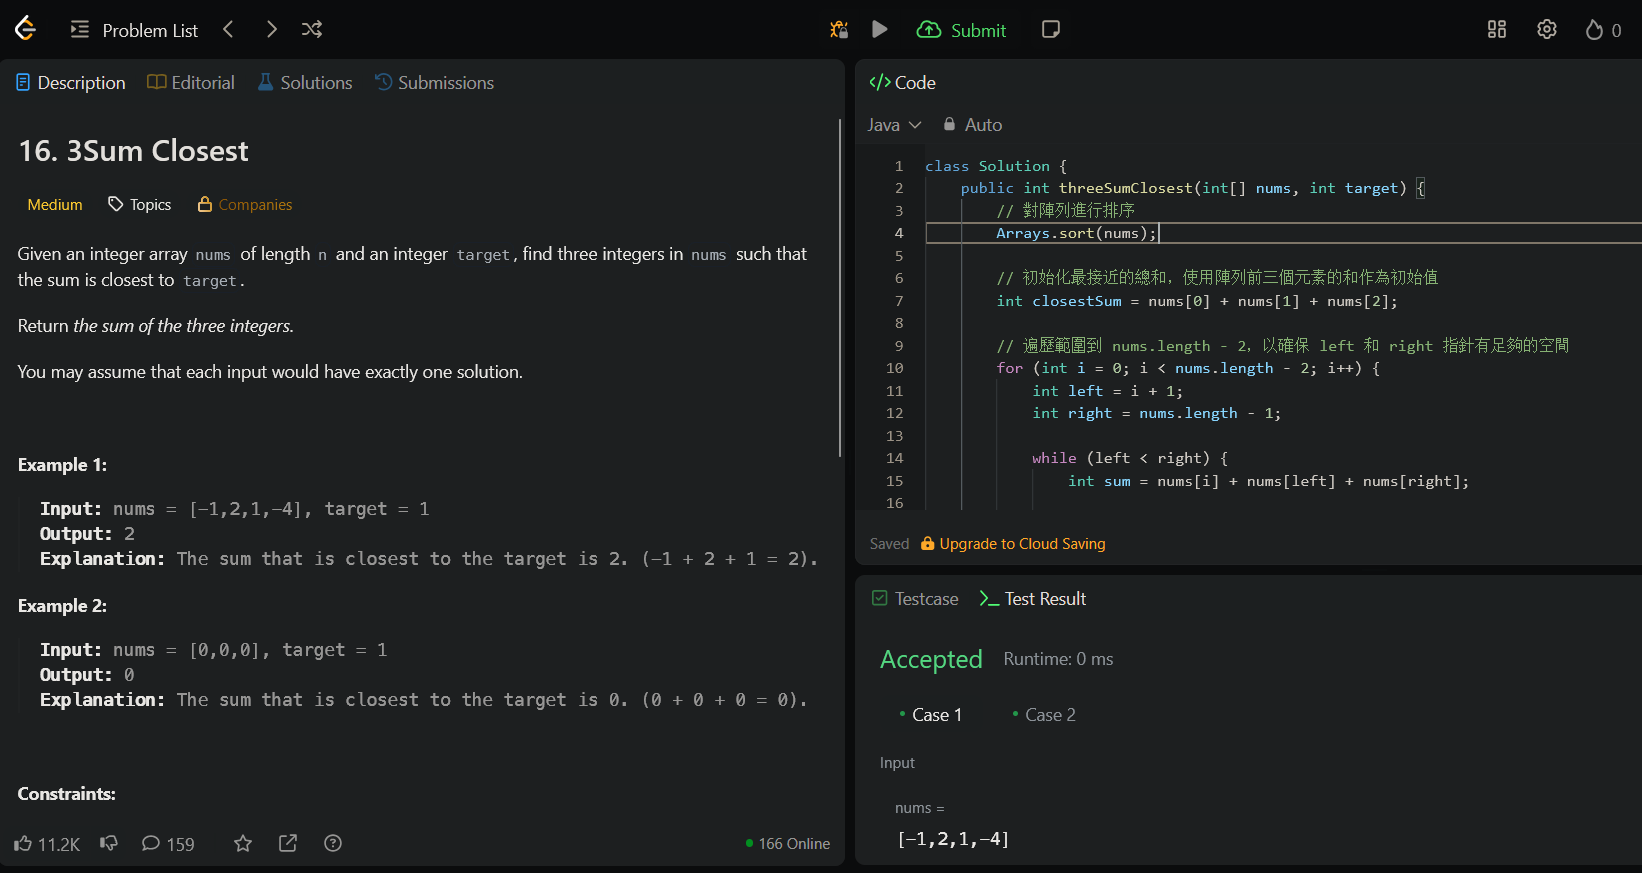 Problem List
Submit
0
Description Editorial Solutions Submissions
16. 3Sum Closest
Medium Topics Companies
Given an integer array nums of length n and an integer target, find three integers in nums such that
the sum is closest to target.
Return the sum of the three integers.
You may assume that each input would have exactly one solution.
Example 1:
Input: nums = [-1,2,1,-4], target = 1
Output: 2
Explanation: The sum that is closest to the target is 2. (-1 + 2 + 1 = 2).
Example 2:
Input: nums = [0,0,0], target = 1
Output: 0
Explanation: The sum that is closest to the target is 0. (0 + 0 + 0 = 0).
Constraints:
11.2K 159 166 Online
</> Code
Java Auto
1 class Solution {
2 public int threeSumClosest(int[] nums, int target) {
3 // 對陣列進行排序
4 Arrays.sort(nums);
5
6 // 初始化最接近的總和，使用陣列前三個元素的和作為初始值
7 int closestSum = nums[0] + nums[1] + nums[2];
8
9 // 遍歷範圍到 nums.length - 2，以確保 left 和 right 指針有足夠的空間
10 for (int i = 0; i < nums.length - 2; i++) {
11 int left = i + 1;
12 int right = nums.length - 1;
13
14 while (left < right) {
15 int sum = nums[i] + nums[left] + nums[right];
16
Saved Upgrade to Cloud Saving
Testcase >_ Test Result
Accepted Runtime: 0 ms
• Case 1 • Case 2
Input
nums =
[-1,2,1,-4]